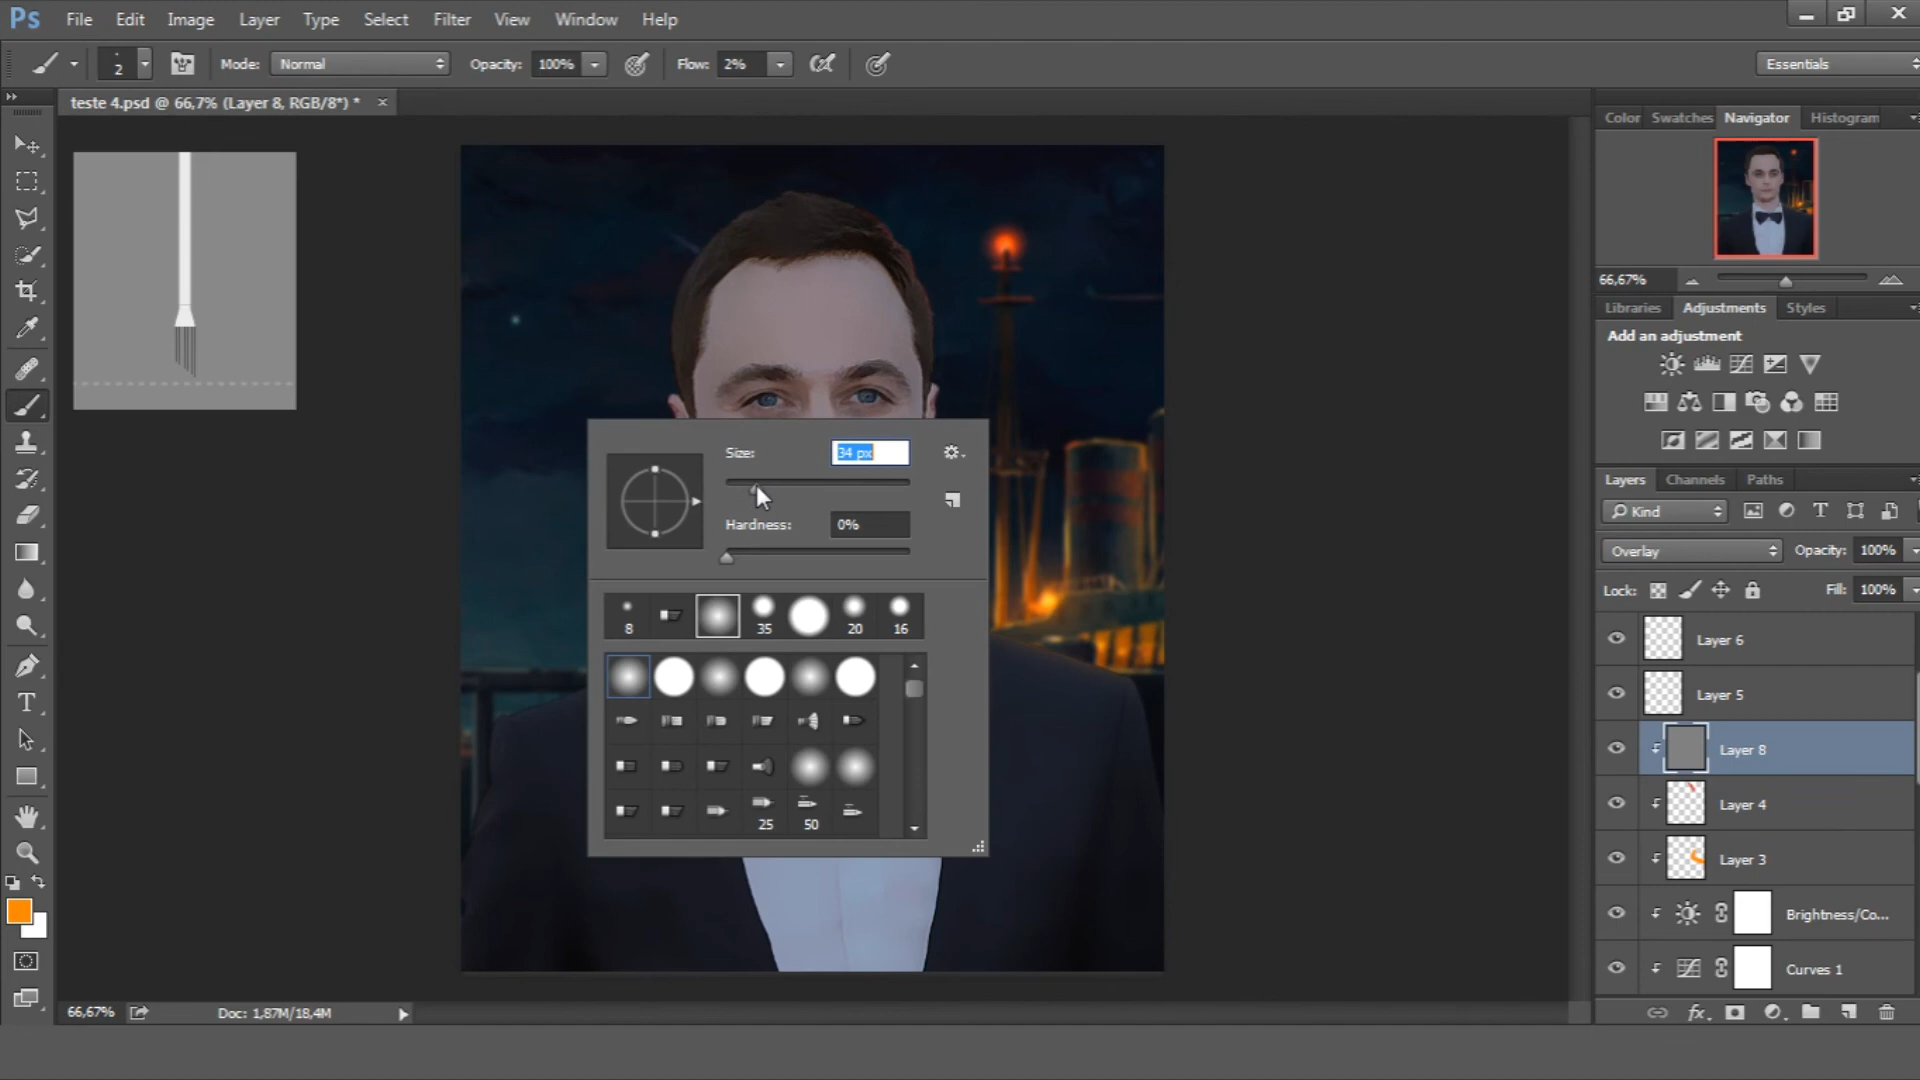 Ps File Edit Image Layer Type Select Filter View Window Help
2 Mode: Normal Opacity: 100% Flow: 2% Essentials
teste 4.psd @ 66,7% (Layer 8, RGB/8*) * ×
Color Swatches Navigator Histogram
66,67%
Libraries Adjustments Styles
Add an adjustment
Size: 34 px
Hardness: 0%
8 35 20 16
25 50
Layers Channels Paths
Kind T
Overlay Opacity: 100%
Lock: Fill: 100%
Layer 6
Layer 5
Layer 8
Layer 4
Layer 3
Brightness/Co...
Curves 1
fx
T
66,67% Doc: 1,87M/18,4M